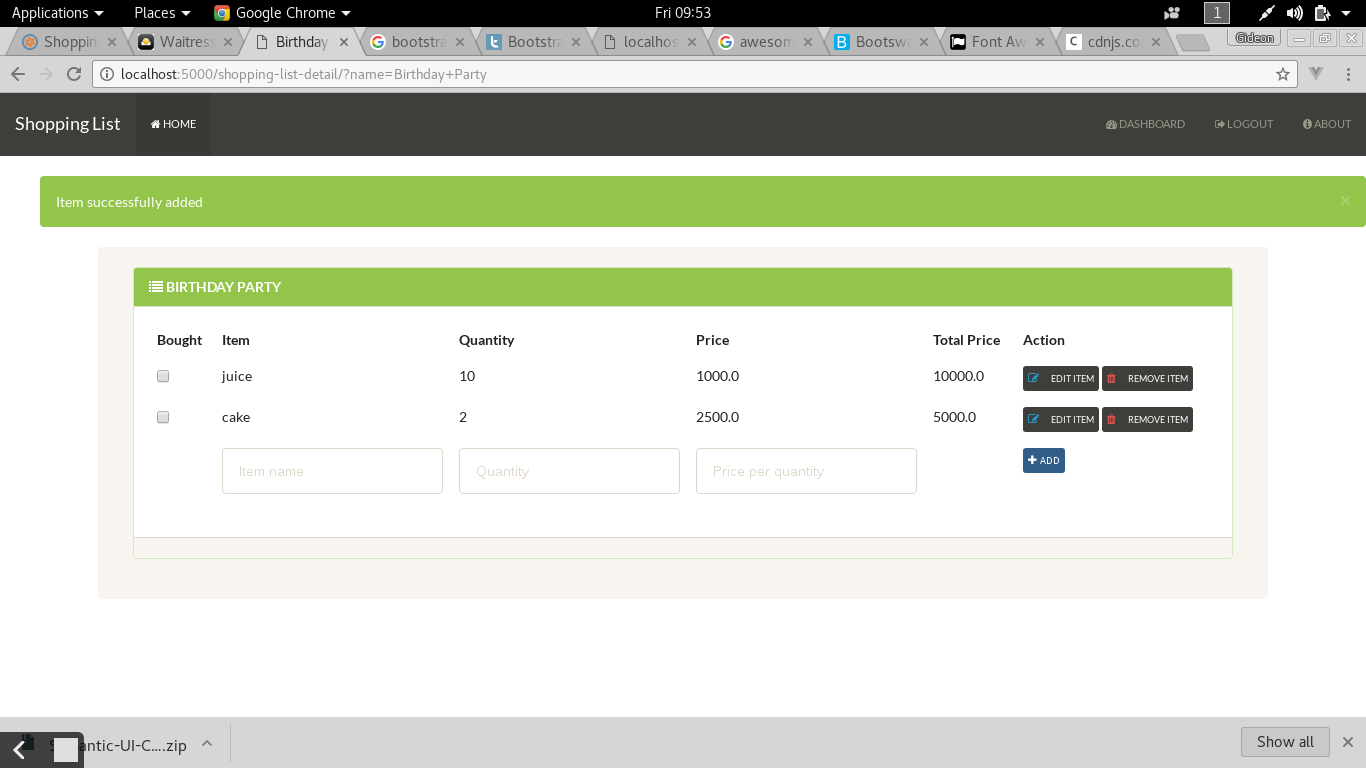 Applications Places Google Chrome Fri 09:53 1
Shopping Waitress Birthday bootstra Bootstra localhos awesom Bootswa Font Aw cdnjs.co Gideon
localhost:5000/shopping-list-detail/?name=Birthday+Party
Shopping List HOME DASHBOARD LOGOUT ABOUT
Item successfully added ×
BIRTHDAY PARTY
Bought Item Quantity Price Total Price Action
juice 10 1000.0 10000.0 EDIT ITEM REMOVE ITEM
cake 2 2500.0 5000.0 EDIT ITEM REMOVE ITEM
Item name Quantity Price per quantity ADD
antic-UI-C....zip Show all